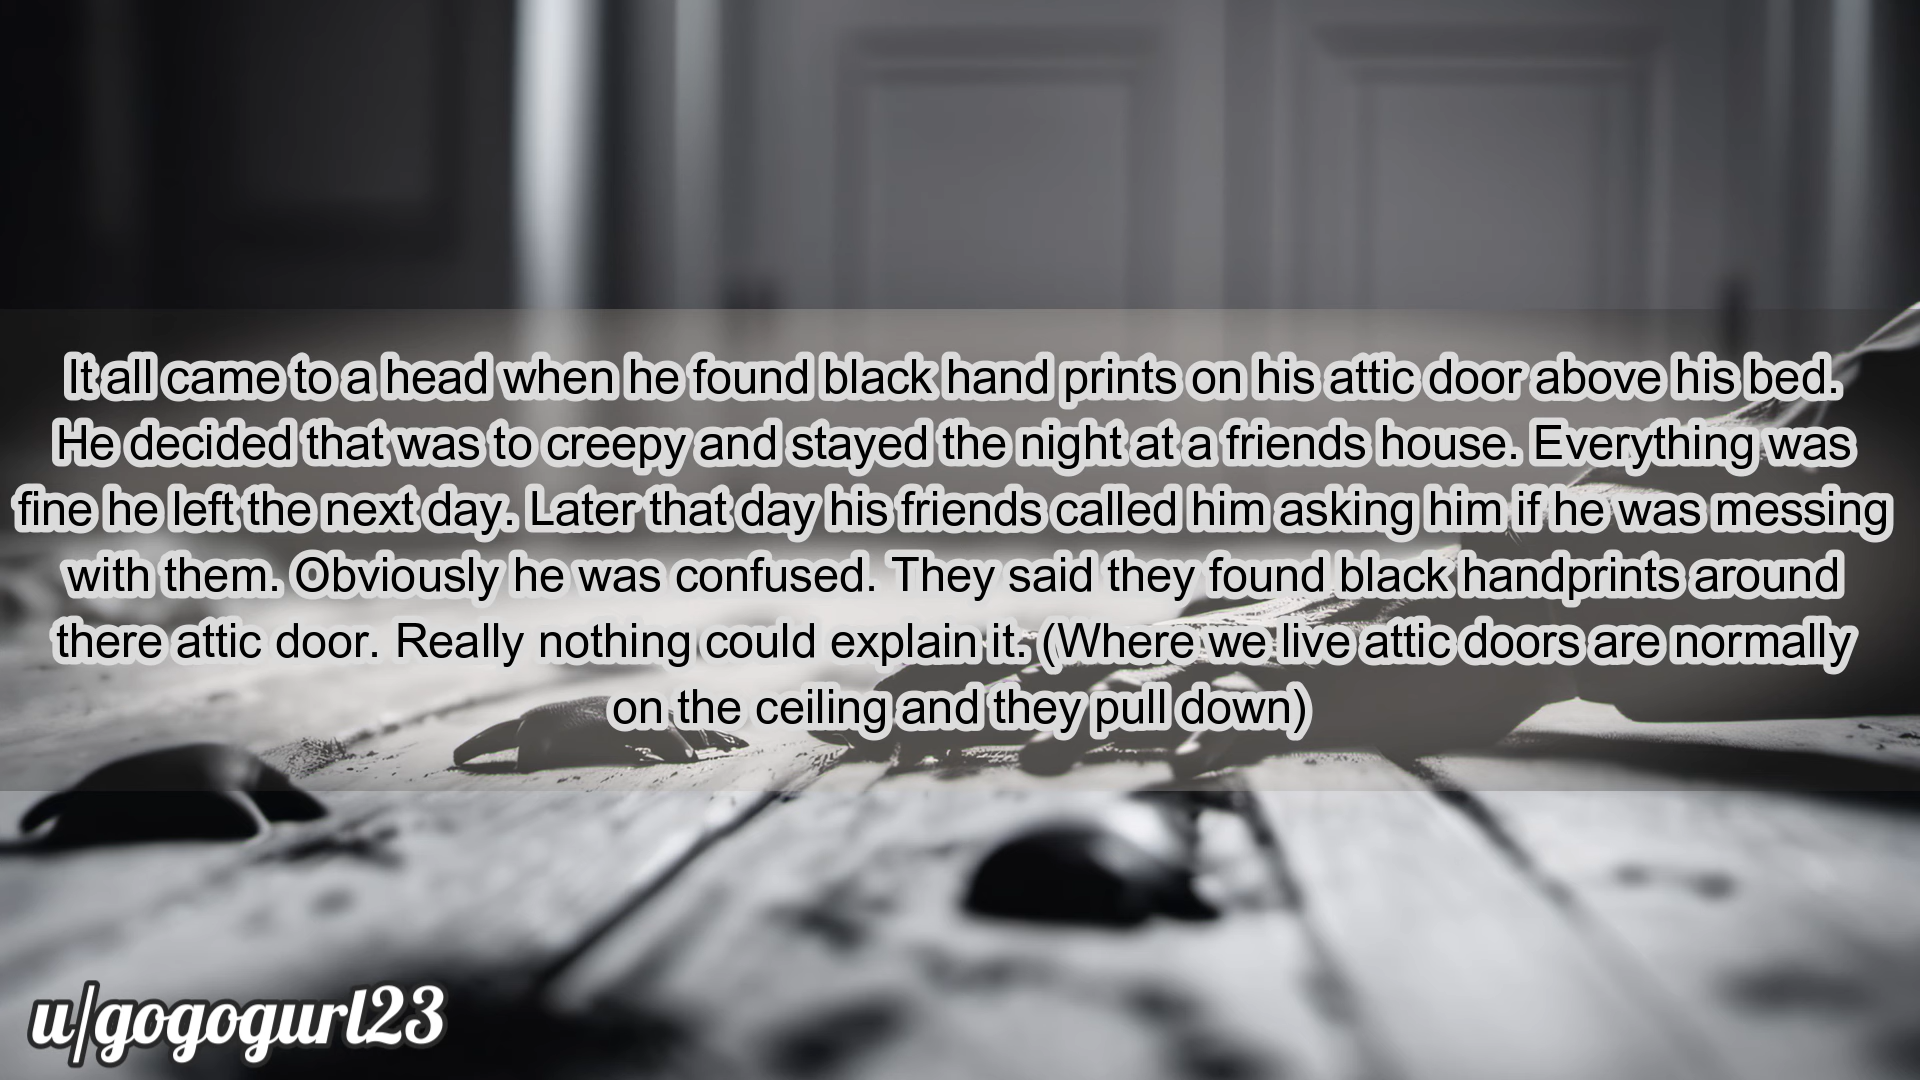 It all came to a head when he found black hand prints on his attic door above his bed.
He decided that was to creepy and stayed the night at a friends house. Everything was
fine he left the next day. Later that day his friends called him asking him if he was messing
with them. Obviously he was confused. They said they found black handprints around
there attic door. Really nothing could explain it. (Where we live attic doors are normally
on the ceiling and they pull down)
u/gogogurl23